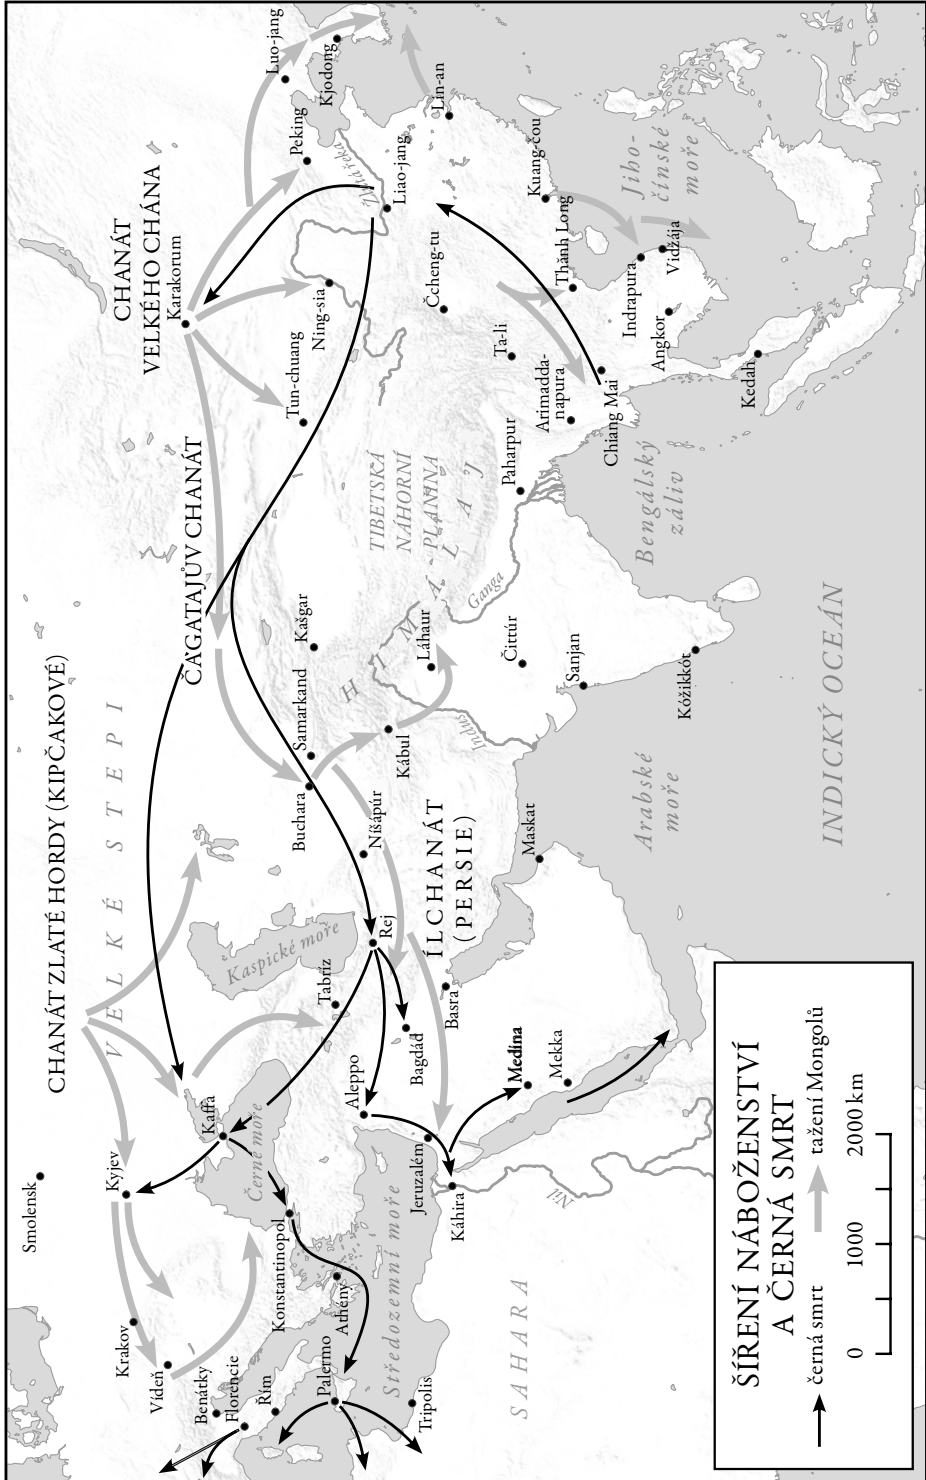 CHANÁT ZLATÉ HORDY (KIPČAKOVÉ)
Smolensk
VELKÉ STEPI
Kyjev
Krakov
Vídeň
Benátky
Florencie
Řím
Palermo
Tripolis
Kaffa
Černé moře
Konstantinopol
Athény
Středozemní moře
Kaspické moře
Tabríz
Rej
Aleppo
Bagdád
Jeruzalém
Káhira
Nil
SAHARA
Basra
Medina
Mekka
Maskat
ÍLCHANÁT
(PERSIE)
Níšápúr
Buchara
Samarkand
Kašgar
Kábul
ČAGATAJŮV CHANÁT
CHANÁT
VELKÉHO CHÁNA
Karakorum
Tun-chuang
Ning-sia
Peking
Luo-jang
Kjodong
Žlutá řeka
Liao-jang
Lin-an
Čcheng-tu
Ta-li
Kuang-čou
Thăng Long
TIBETSKÁ
NÁHORNÍ
PLANINA
HIMÁLAJ
Láhaur
Indus
Ganga
Čittúr
Sanjan
Kóžikkót
Paharpur
Arimadda-
napura
Chiang Mai
Indrapura
Vidžája
Angkor
Kedah
Jiho-
čínské
moře
Bengálský
záliv
Arabské
moře
INDICKÝ OCEÁN
ŠÍŘENÍ NÁBOŽENSTVÍ
A ČERNÁ SMRT
černá smrt
tažení Mongolů
0 1000 2000 km